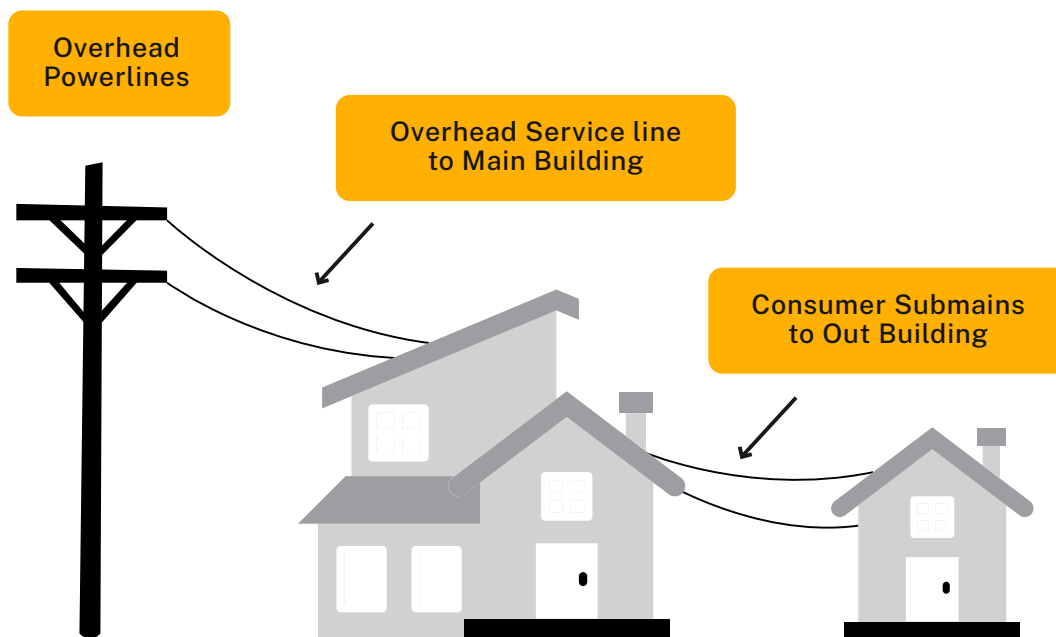 Overhead
Powerlines
Overhead Service line
to Main Building
Consumer Submains
to Out Building